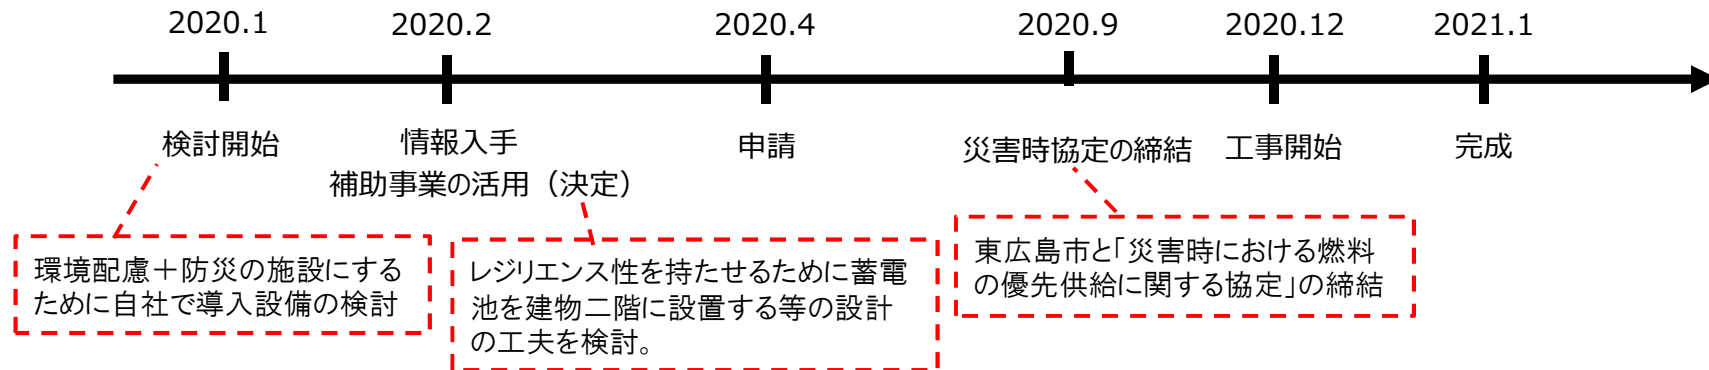 2020.1
2020.2
2020.4
2020.9
2020.12
2021.1
検討開始
情報入手
補助事業の活用（決定）
申請
災害時協定の締結
工事開始
完成
環境配慮＋防災の施設にする
ために自社で導入設備の検討
レジリエンス性を持たせるために蓄電
池を建物二階に設置する等の設計
の工夫を検討。
東広島市と「災害時における燃料
の優先供給に関する協定」の締結